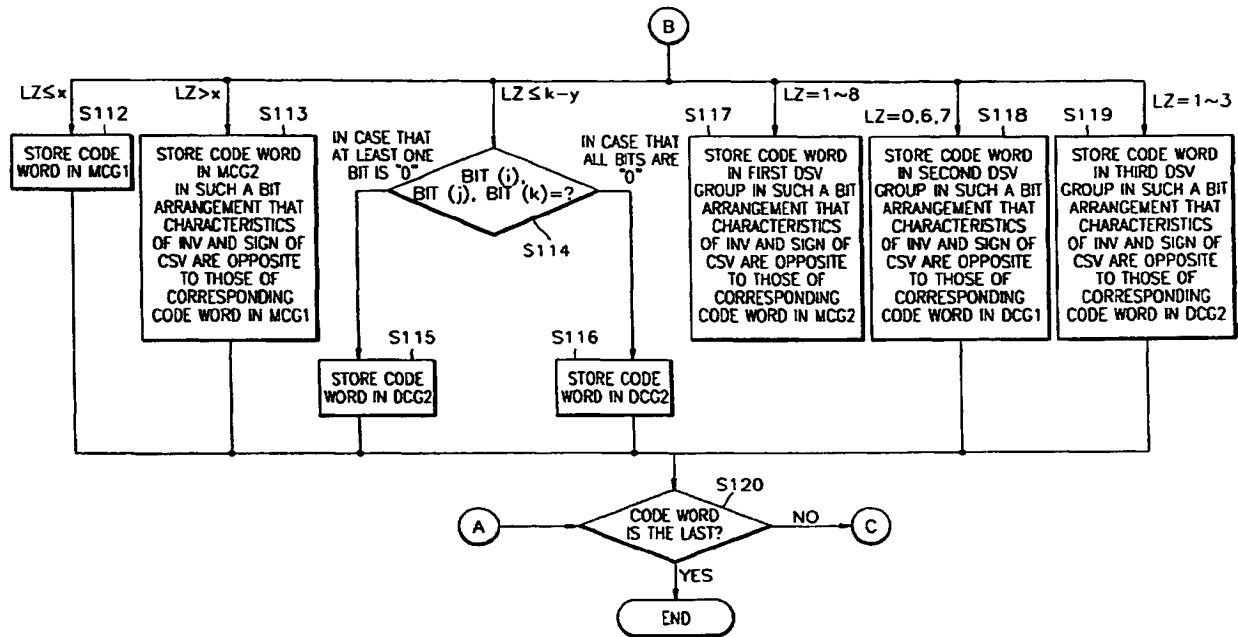 B
LZ≤x
S112
STORE CODE
WORD IN MCG1
LZ>x
S113
STORE CODE WORD
IN MCG2
IN SUCH A BIT
ARRANGEMENT THAT
CHARACTERISTICS
OF INV AND SIGN OF
CSV ARE OPPOSITE
TO THOSE OF
CORRESPONDING
CODE WORD IN MCG1
LZ≤k-y
IN CASE THAT
AT LEAST ONE
BIT IS "0"
BIT (i),
BIT (j), BIT (k)=?
S114
IN CASE THAT
ALL BITS ARE
"0"
S115
STORE CODE
WORD IN DCG2
S116
STORE CODE
WORD IN DCG2
LZ=1~8
S117
STORE CODE WORD
IN FIRST DSV
GROUP IN SUCH A BIT
ARRANGEMENT THAT
CHARACTERISTICS
OF INV AND SIGN OF
CSV ARE OPPOSITE
TO THOSE OF
CORRESPONDING
CODE WORD IN MCG2
LZ=0,6,7
S118
STORE CODE WORD
IN SECOND DSV
GROUP IN SUCH A BIT
ARRANGEMENT THAT
CHARACTERISTICS
OF INV AND SIGN OF
CSV ARE OPPOSITE
TO THOSE OF
CORRESPONDING
CODE WORD IN DCG1
LZ=1~3
S119
STORE CODE WORD
IN THIRD DSV
GROUP IN SUCH A BIT
ARRANGEMENT THAT
CHARACTERISTICS
OF INV AND SIGN OF
CSV ARE OPPOSITE
TO THOSE OF
CORRESPONDING
CODE WORD IN DCG2
S120
A
CODE WORD
IS THE LAST?
NO
C
YES
END